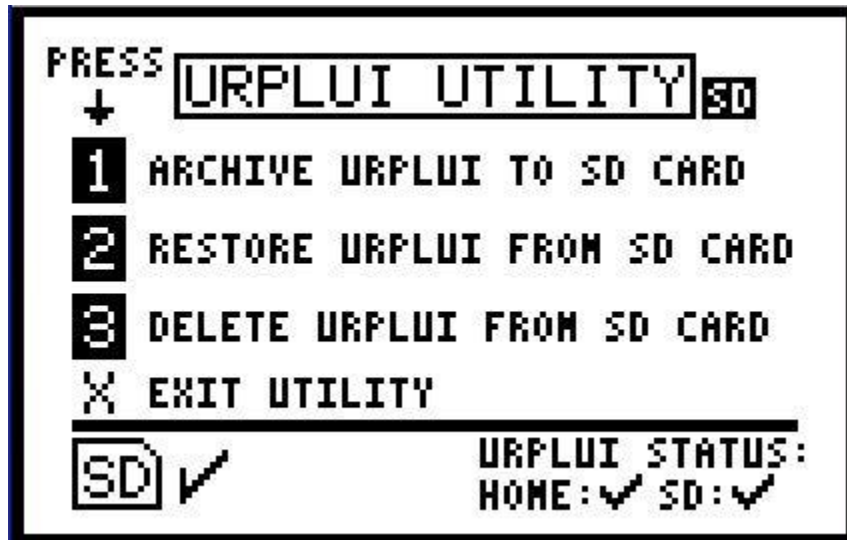 PRESS
URPLUI UTILITY SD
1 ARCHIVE URPLUI TO SD CARD
2 RESTORE URPLUI FROM SD CARD
3 DELETE URPLUI FROM SD CARD
X EXIT UTILITY
SD
URPLUI STATUS:
HOME:✓ SD:✓